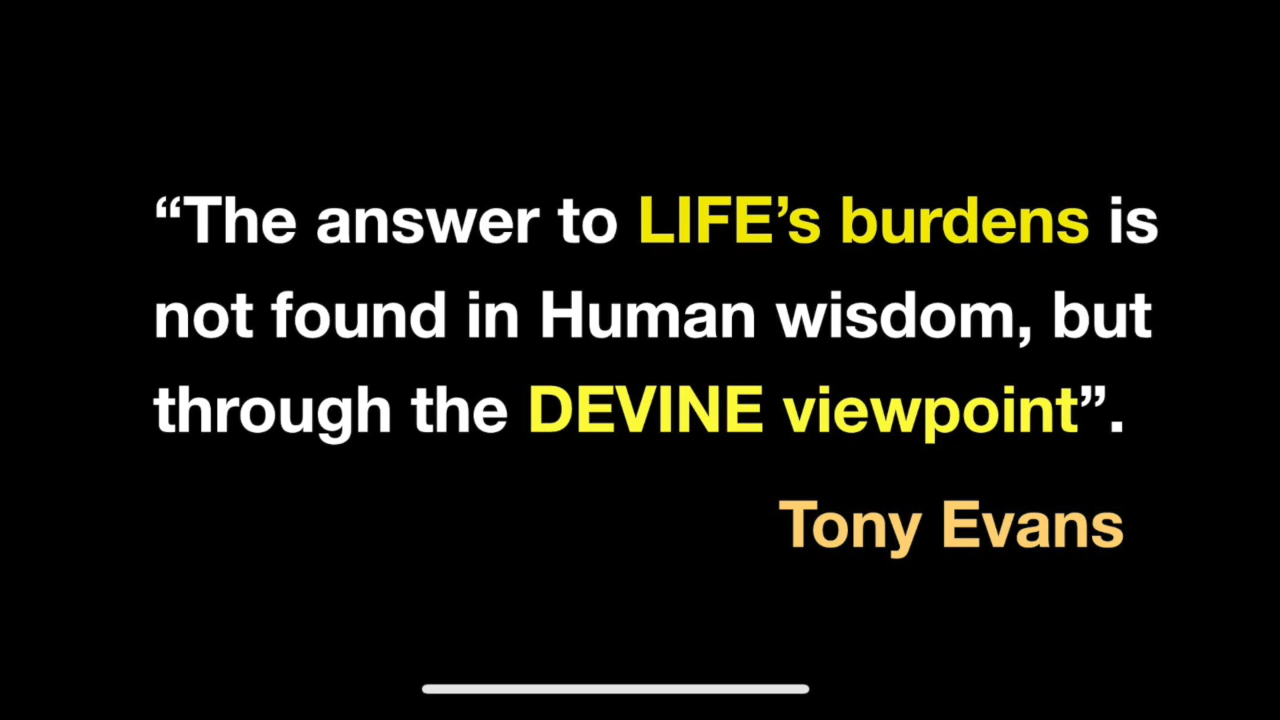 “The answer to LIFE’s burdens is
not found in Human wisdom, but
through the DEVINE viewpoint”.
Tony Evans